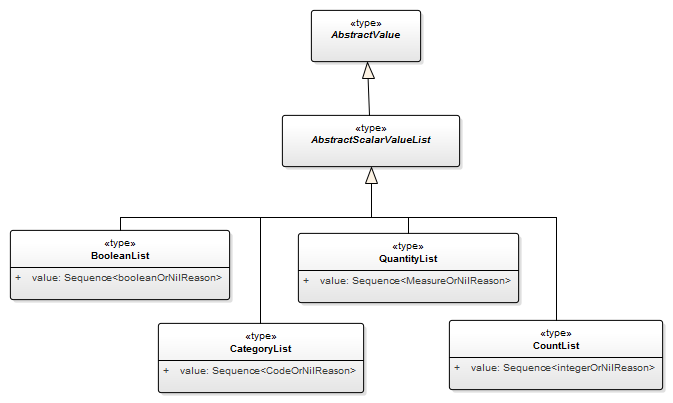 «type»
AbstractValue
«type»
AbstractScalarValueList
«type»
BooleanList
+ value: Sequence<booleanOrNilReason>
«type»
QuantityList
+ value: Sequence<MeasureOrNilReason>
«type»
CategoryList
+ value: Sequence<CodeOrNilReason>
«type»
CountList
+ value: Sequence<integerOrNilReason>